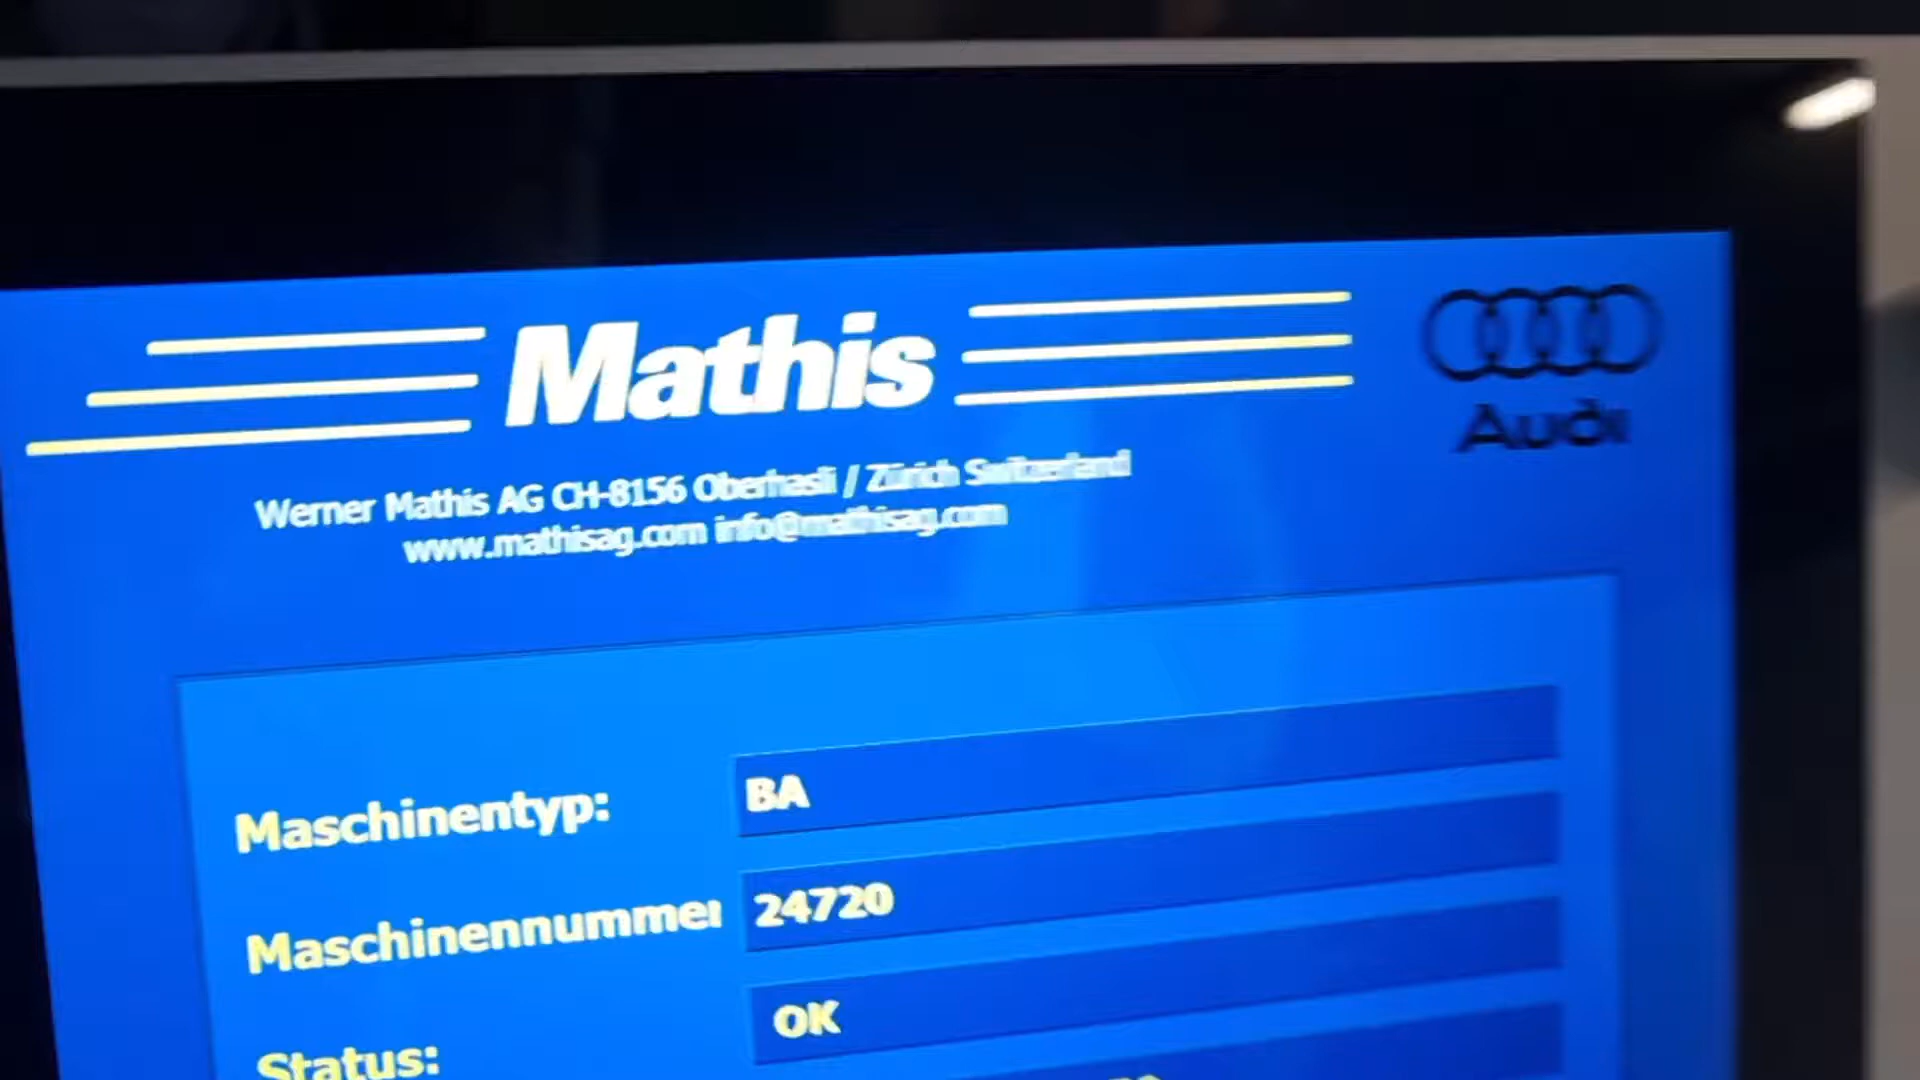 Mathis
Audi
Werner Mathis AG CH-8156 Oberhasli / Zürich Switzerland
www.mathisag.com info@mathisag.com
Maschinentyp: BA
Maschinennummer 24720
Status: OK